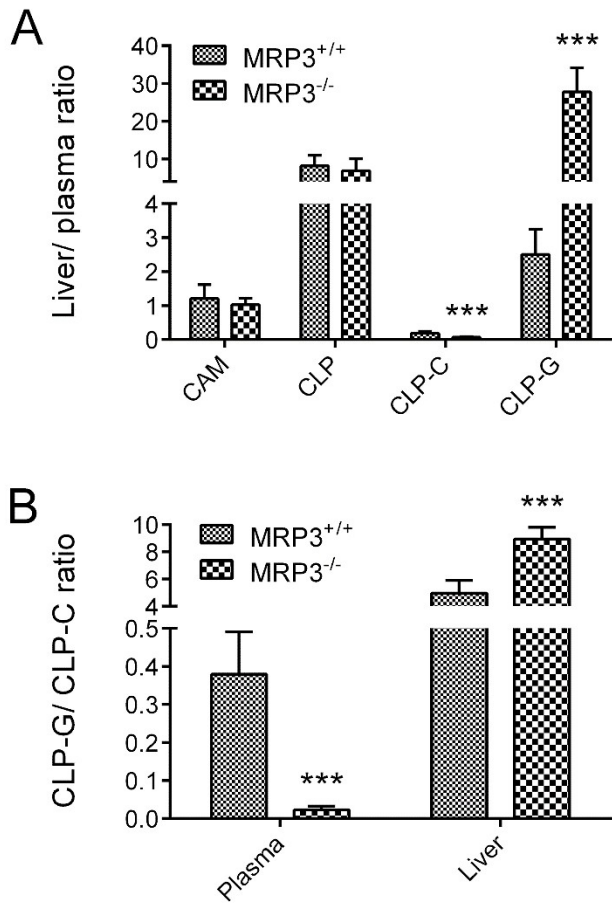 A
Liver/ plasma ratio
40
30
20
10
4
3
2
1
0
MRP3+/+
MRP3-/-
***
***
CAM
CLP
CLP-C
CLP-G
B
CLP-G/ CLP-C ratio
10
8
6
4
0.5
0.4
0.3
0.2
0.1
0.0
MRP3+/+
MRP3-/-
***
***
Plasma
Liver